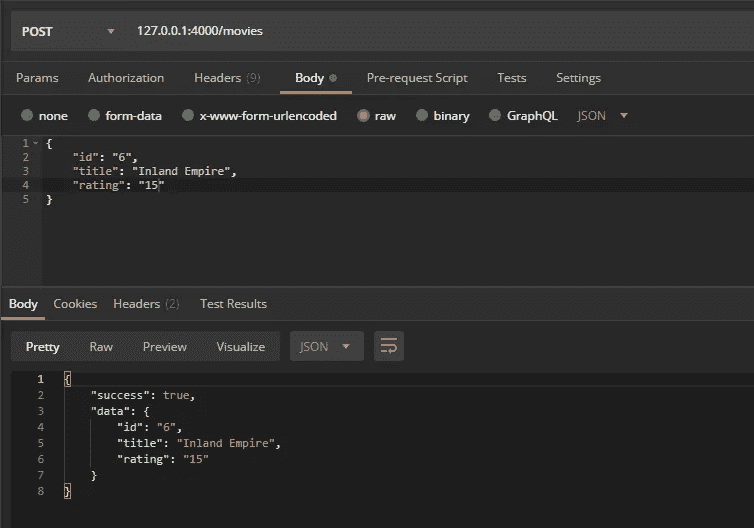 POST 127.0.0.1:4000/movies
Params Authorization Headers (9) Body Pre-request Script Tests Settings
none form-data x-www-form-urlencoded raw binary GraphQL JSON
1 {
2 "id": "6",
3 "title": "Inland Empire",
4 "rating": "15"
5 }
Body Cookies Headers (2) Test Results
Pretty Raw Preview Visualize JSON
1 {
2 "success": true,
3 "data": {
4 "id": "6",
5 "title": "Inland Empire",
6 "rating": "15"
7 }
8 }